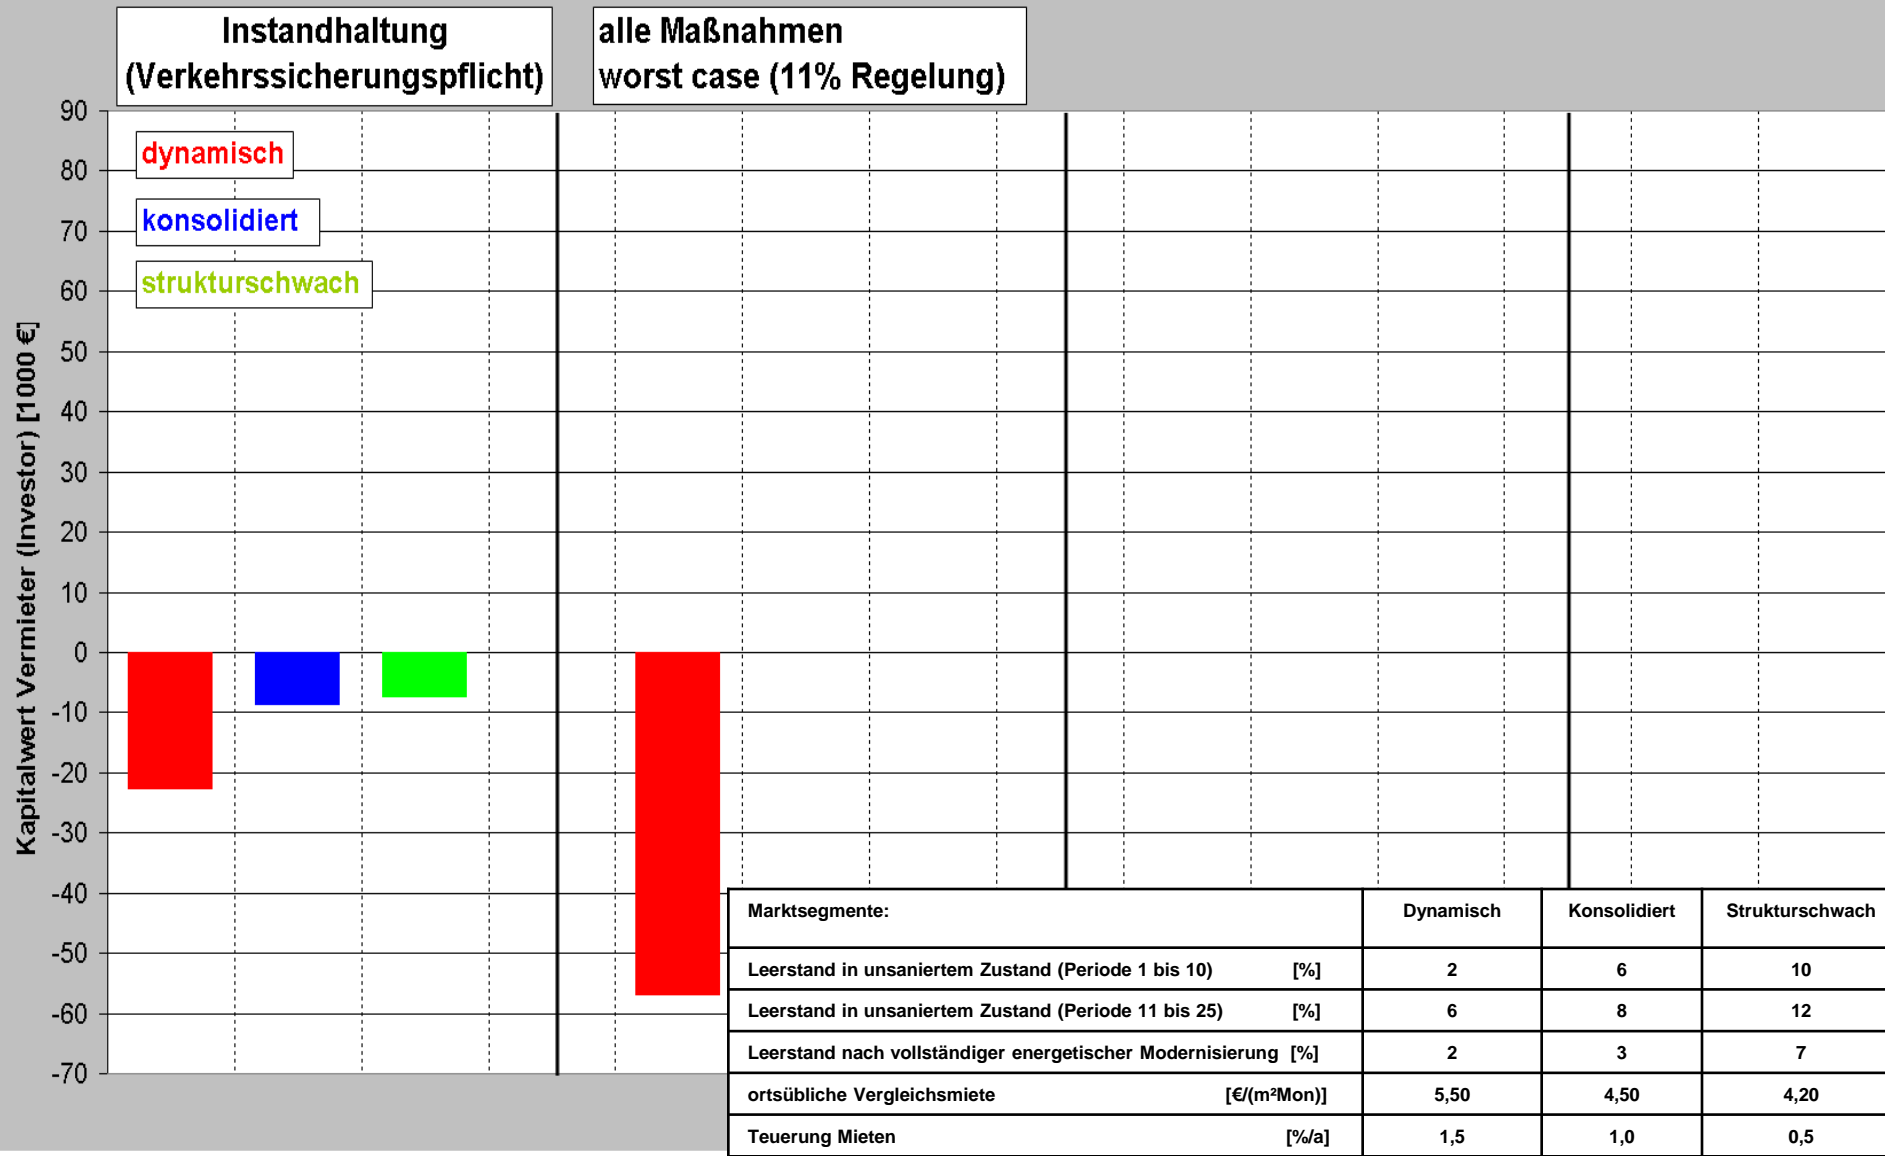 Instandhaltung
(Verkehrssicherungspflicht)
alle Maßnahmen
worst case (11% Regelung)
dynamisch
konsolidiert
strukturschwach
Kapitalwert Vermieter (Investor) [1000 €]
90
80
70
60
50
40
30
20
10
0
-10
-20
-30
-40
-50
-60
-70
Marktsegmente: Dynamisch Konsolidiert Strukturschwach
Leerstand in unsaniertem Zustand (Periode 1 bis 10) [%] 2 6 10
Leerstand in unsaniertem Zustand (Periode 11 bis 25) [%] 6 8 12
Leerstand nach vollständiger energetischer Modernisierung [%] 2 3 7
ortsübliche Vergleichsmiete [€/(m²Mon)] 5,50 4,50 4,20
Teuerung Mieten [%/a] 1,5 1,0 0,5